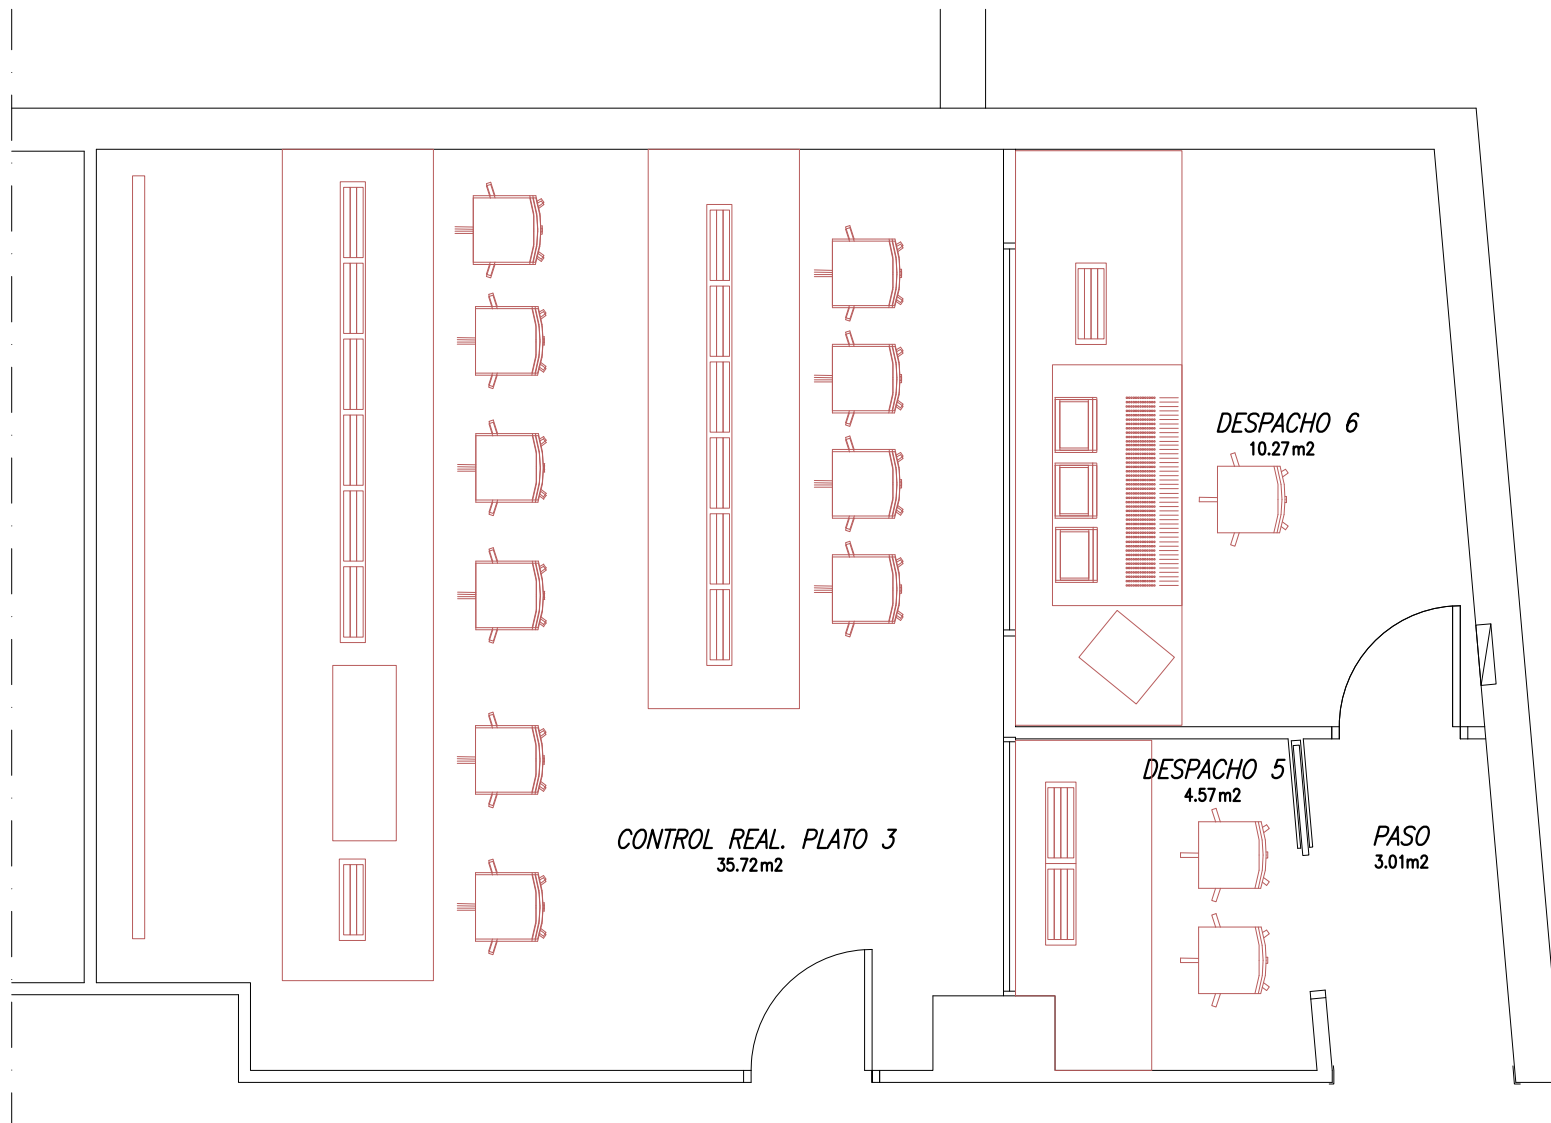 DESPACHO 6
10.27m2
DESPACHO 5
4.57m2
CONTROL REAL. PLATO 3
35.72m2
PASO
3.01m2